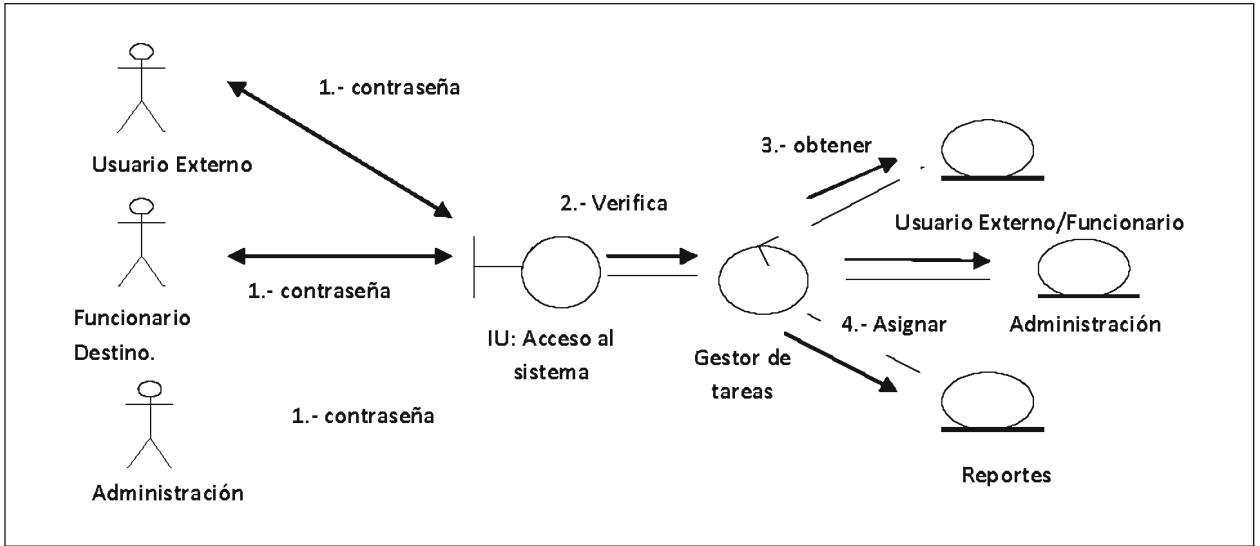 1.- contraseña
Usuario Externo
3.- obtener
2.- Verifica
Usuario Externo/Funcionario
1.- contraseña
Funcionario
Destino.
IU: Acceso al
sistema
4.- Asignar
Administración
Gestor de
tareas
1.- contraseña
Administración
Reportes